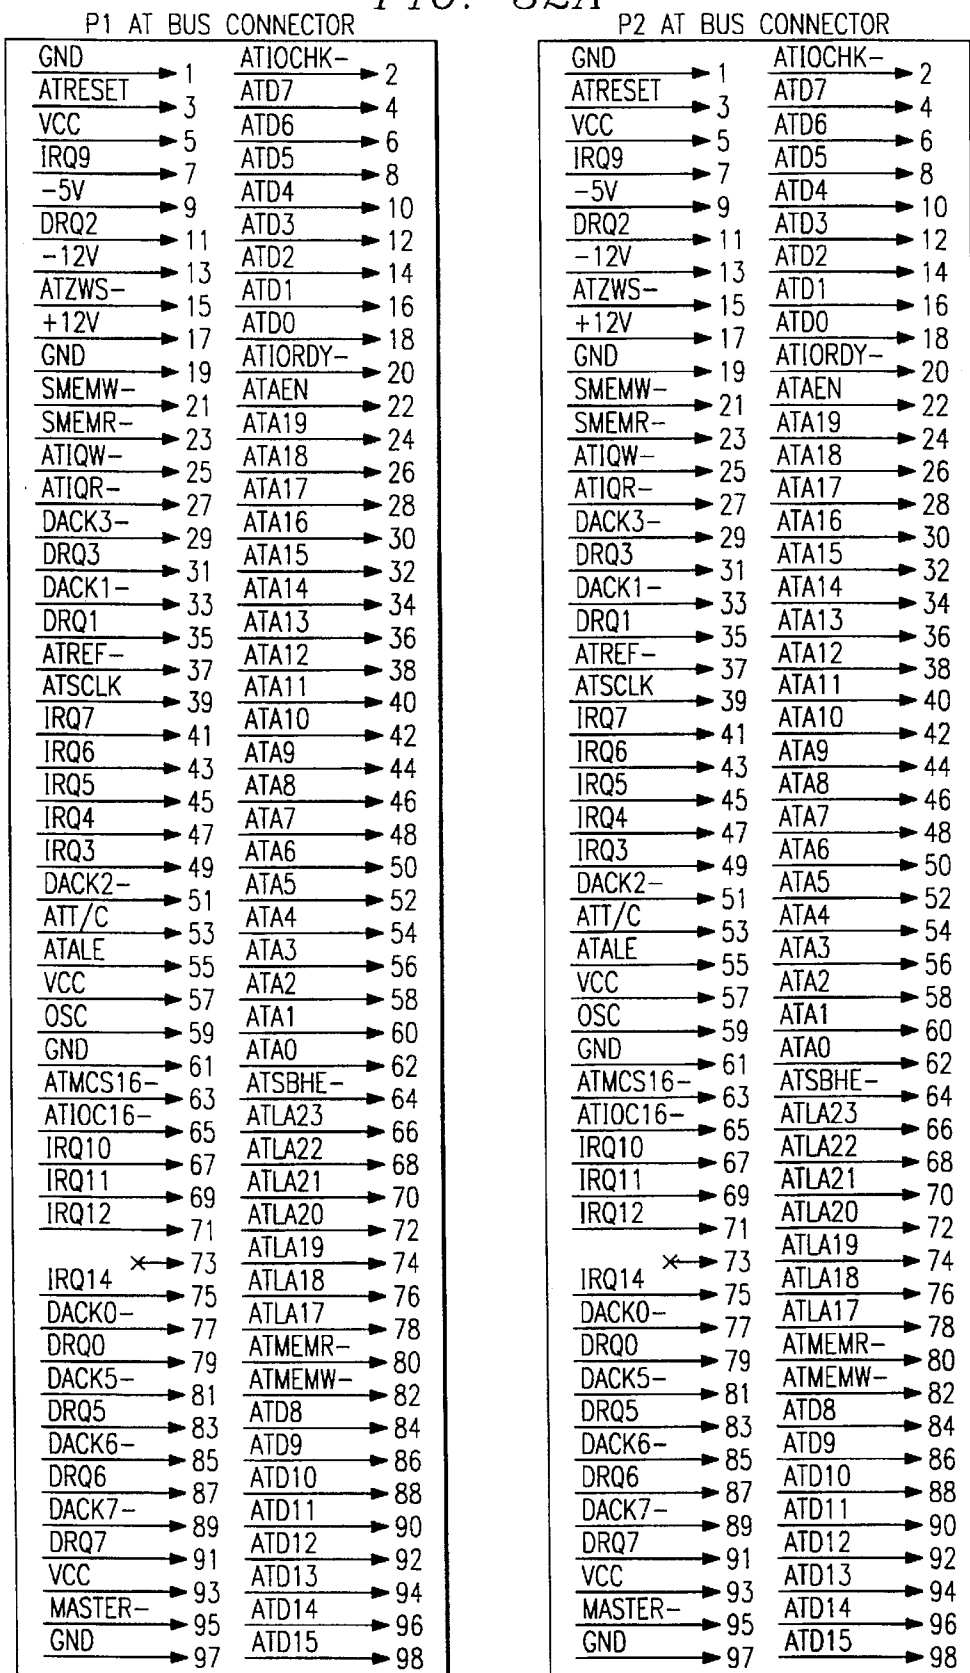 FIG. 32A
P1 AT BUS CONNECTOR
GND 1 ATIOCHK- 2
ATRESET 3 ATD7 4
VCC 5 ATD6 6
IRQ9 7 ATD5 8
-5V 9 ATD4 10
DRQ2 11 ATD3 12
-12V 13 ATD2 14
ATZWS- 15 ATD1 16
+12V 17 ATD0 18
GND 19 ATIORDY- 20
SMEMW- 21 ATAEN 22
SMEMR- 23 ATA19 24
ATIQW- 25 ATA18 26
ATIQR- 27 ATA17 28
DACK3- 29 ATA16 30
DRQ3 31 ATA15 32
DACK1- 33 ATA14 34
DRQ1 35 ATA13 36
ATREF- 37 ATA12 38
ATSCLK 39 ATA11 40
IRQ7 41 ATA10 42
IRQ6 43 ATA9 44
IRQ5 45 ATA8 46
IRQ4 47 ATA7 48
IRQ3 49 ATA6 50
DACK2- 51 ATA5 52
ATT/C 53 ATA4 54
ATALE 55 ATA3 56
VCC 57 ATA2 58
OSC 59 ATA1 60
GND 61 ATA0 62
ATMCS16- 63 ATSBHE- 64
ATIOC16- 65 ATLA23 66
IRQ10 67 ATLA22 68
IRQ11 69 ATLA21 70
IRQ12 71 ATLA20 72
73 ATLA19 74
IRQ14 75 ATLA18 76
DACK0- 77 ATLA17 78
DRQ0 79 ATMEMR- 80
DACK5- 81 ATMEMW- 82
DRQ5 83 ATD8 84
DACK6- 85 ATD9 86
DRQ6 87 ATD10 88
DACK7- 89 ATD11 90
DRQ7 91 ATD12 92
VCC 93 ATD13 94
MASTER- 95 ATD14 96
GND 97 ATD15 98
P2 AT BUS CONNECTOR
GND 1 ATIOCHK- 2
ATRESET 3 ATD7 4
VCC 5 ATD6 6
IRQ9 7 ATD5 8
-5V 9 ATD4 10
DRQ2 11 ATD3 12
-12V 13 ATD2 14
ATZWS- 15 ATD1 16
+12V 17 ATD0 18
GND 19 ATIORDY- 20
SMEMW- 21 ATAEN 22
SMEMR- 23 ATA19 24
ATIQW- 25 ATA18 26
ATIQR- 27 ATA17 28
DACK3- 29 ATA16 30
DRQ3 31 ATA15 32
DACK1- 33 ATA14 34
DRQ1 35 ATA13 36
ATREF- 37 ATA12 38
ATSCLK 39 ATA11 40
IRQ7 41 ATA10 42
IRQ6 43 ATA9 44
IRQ5 45 ATA8 46
IRQ4 47 ATA7 48
IRQ3 49 ATA6 50
DACK2- 51 ATA5 52
ATT/C 53 ATA4 54
ATALE 55 ATA3 56
VCC 57 ATA2 58
OSC 59 ATA1 60
GND 61 ATA0 62
ATMCS16- 63 ATSBHE- 64
ATIOC16- 65 ATLA23 66
IRQ10 67 ATLA22 68
IRQ11 69 ATLA21 70
IRQ12 71 ATLA20 72
73 ATLA19 74
IRQ14 75 ATLA18 76
DACK0- 77 ATLA17 78
DRQ0 79 ATMEMR- 80
DACK5- 81 ATMEMW- 82
DRQ5 83 ATD8 84
DACK6- 85 ATD9 86
DRQ6 87 ATD10 88
DACK7- 89 ATD11 90
DRQ7 91 ATD12 92
VCC 93 ATD13 94
MASTER- 95 ATD14 96
GND 97 ATD15 98